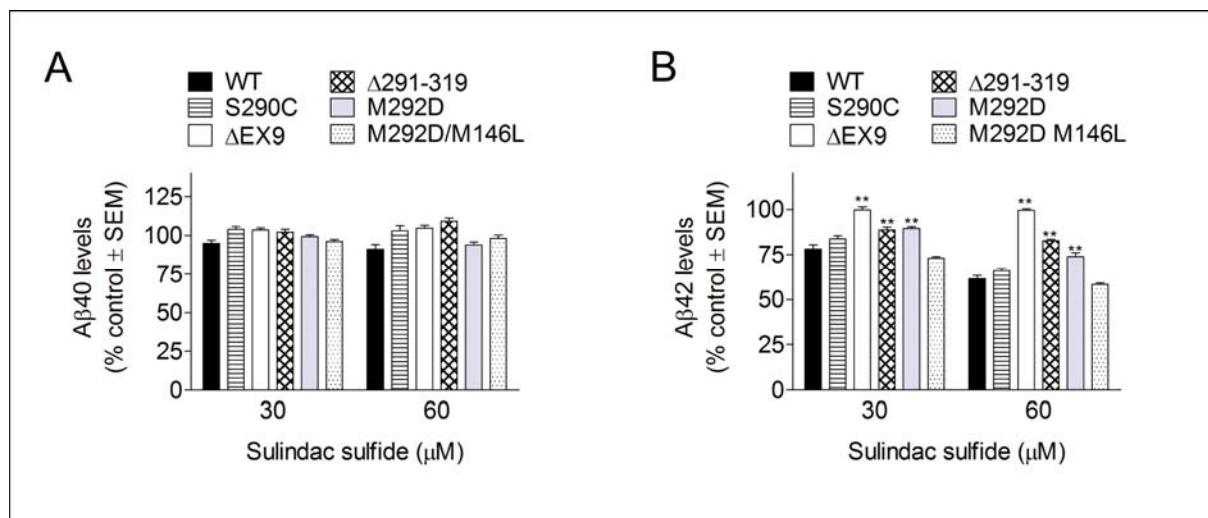 A
WT
S290C
ΔEX9
Δ291-319
M292D
M292D/M146L
Aβ40 levels
(% control ± SEM)
125
100
75
50
25
0
30
60
Sulindac sulfide (μM)
B
WT
S290C
ΔEX9
Δ291-319
M292D
M292D M146L
Aβ42 levels
(% control ± SEM)
100
75
50
25
0
**
**
**
**
**
**
30
60
Sulindac sulfide (μM)